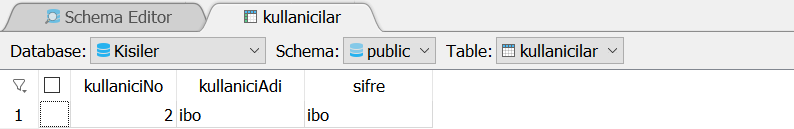 Schema Editor kullanicilar
Database: Kisiler Schema: public Table: kullanicilar
kullaniciNo kullaniciAdi sifre
1 2 ibo ibo